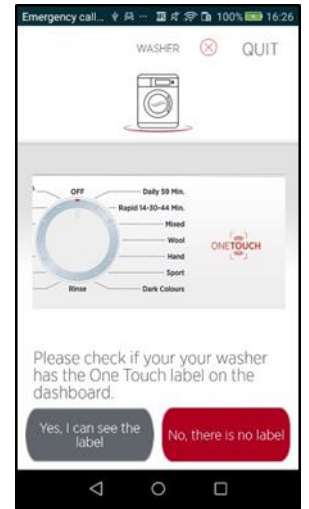 Emergency call... 100% 16:26
WASHER QUIT
OFF Daily 59 Min.
Rapid 14-30-44 Min.
Mixed
Wool
ONETOUCH
Hand
Sport
Rinse Dark Colours
Please check if your your washer
has the One Touch label on the
dashboard.
Yes, I can see the
label
No, there is no label